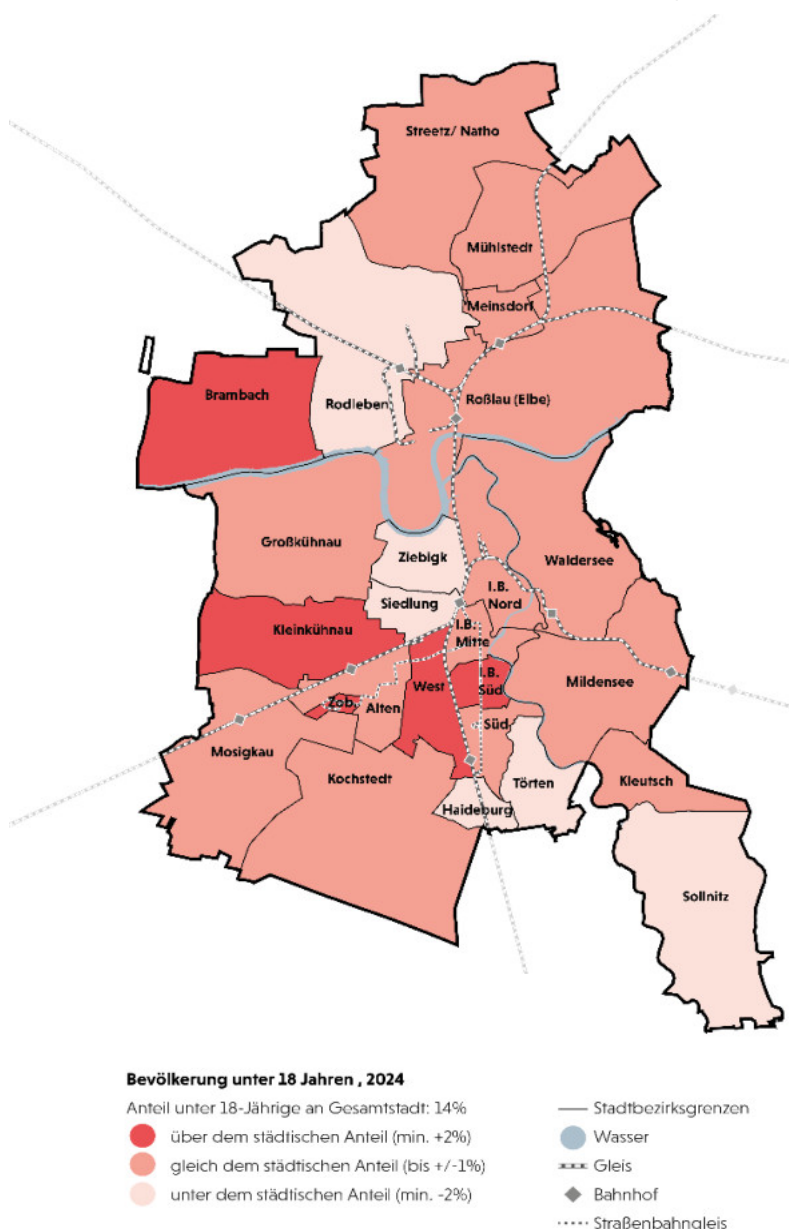 Streetz/ Natho
Mühlstedt
Meinsdorf
Brambach
Rodleben
Roßlau (Elbe)
Großkühnau
Ziebigk
Waldersee
Siedlung
I.B.
Nord
Kleinkühnau
I.B.
Mitte
West
I.B.
Süd
Mildensee
Zob.
Alten
Süd
Mosigkau
Kochstedt
Törten
Kleutsch
Haideburg
Sollnitz
Bevölkerung unter 18 Jahren , 2024
Anteil unter 18-Jährige an Gesamtstadt: 14%
über dem städtischen Anteil (min. +2%)
gleich dem städtischen Anteil (bis +/-1%)
unter dem städtischen Anteil (min. -2%)
Stadtbezirksgrenzen
Wasser
Gleis
Bahnhof
Straßenbahngleis